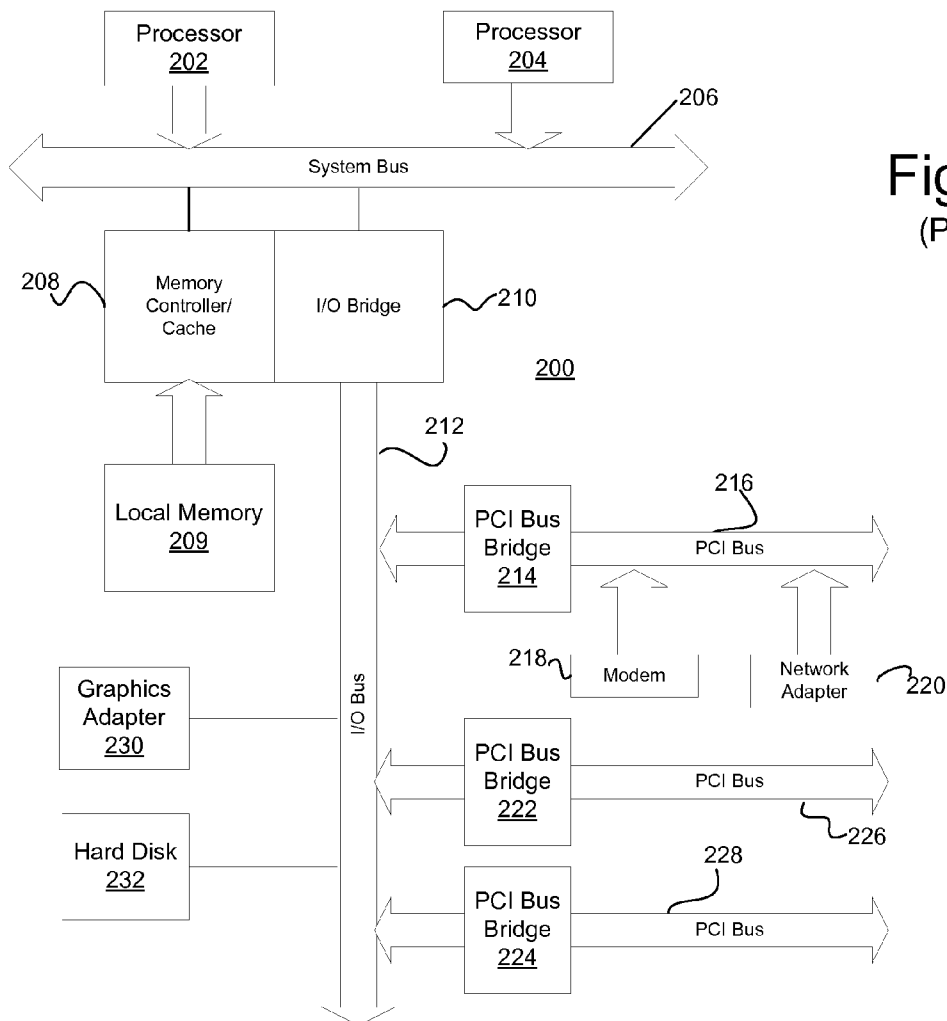 Processor
202
Processor
204
206
System Bus
Fig
(P
208
Memory
Controller/
Cache
I/O Bridge
210
200
212
Local Memory
209
PCI Bus
Bridge
214
216
PCI Bus
218
Modem
Network
Adapter
220
I/O Bus
Graphics
Adapter
230
PCI Bus
Bridge
222
PCI Bus
226
Hard Disk
232
PCI Bus
Bridge
224
228
PCI Bus